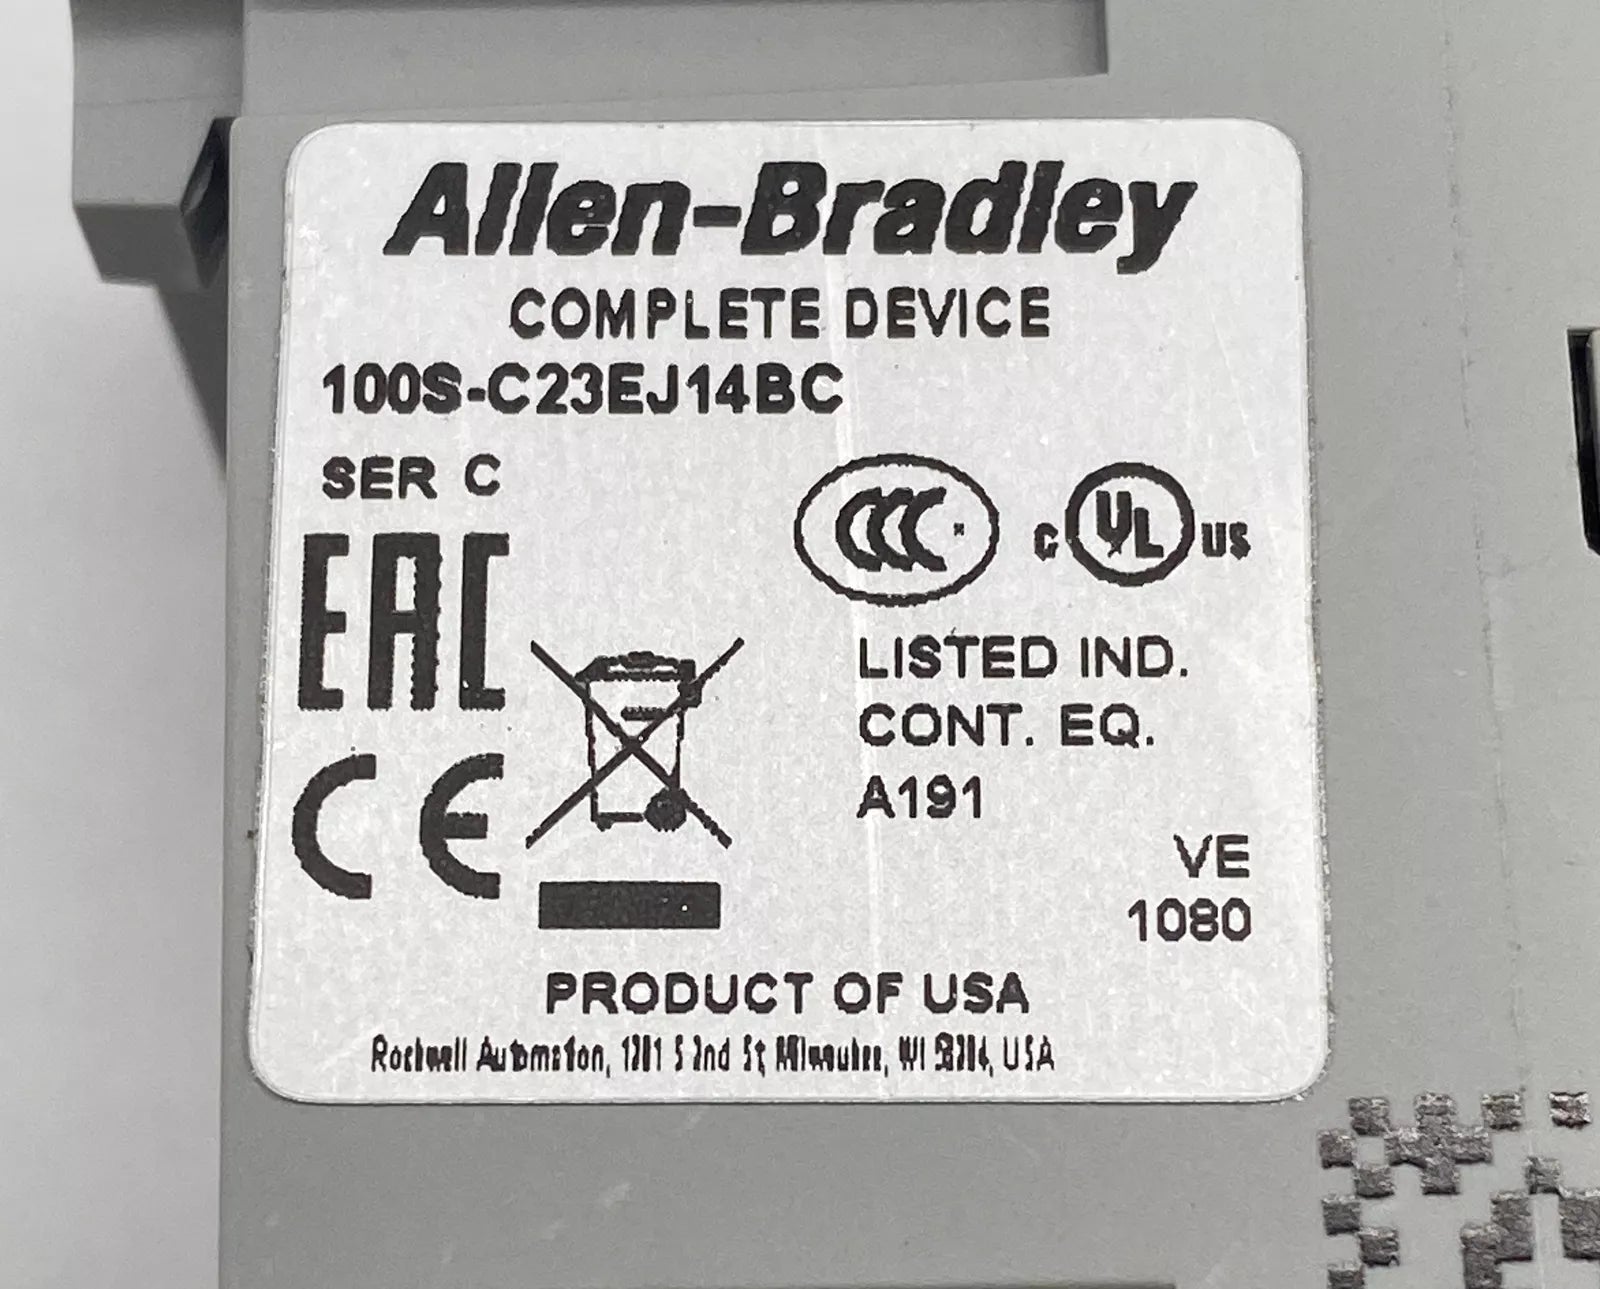 Allen-Bradley
COMPLETE DEVICE
100S-C23EJ14BC
SER C
EAC
CCC
C UL US
CE
LISTED IND.
CONT. EQ.
A191
VE
1080
PRODUCT OF USA
Rockwell Automation, 1201 S 2nd St, Milwaukee, WI 53204, USA